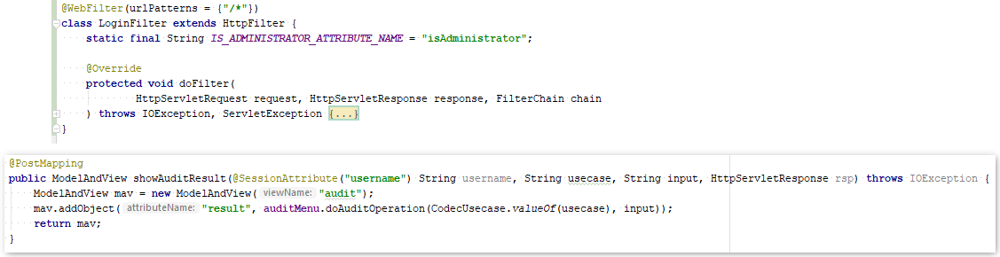 @WebFilter(urlPatterns = {"/*"})
class LoginFilter extends HttpFilter {
static final String IS_ADMINISTRATOR_ATTRIBUTE_NAME = "isAdministrator";
@Override
protected void doFilter(
HttpServletRequest request, HttpServletResponse response, FilterChain chain
) throws IOException, ServletException {...}
}
@PostMapping
public ModelAndView showAuditResult(@SessionAttribute("username") String username, String usecase, String input, HttpServletResponse rsp) throws IOException {
ModelAndView mav = new ModelAndView( viewName: "audit");
mav.addObject( attributeName: "result", auditMenu.doAuditOperation(CodecUsecase.valueOf(usecase), input));
return mav;
}